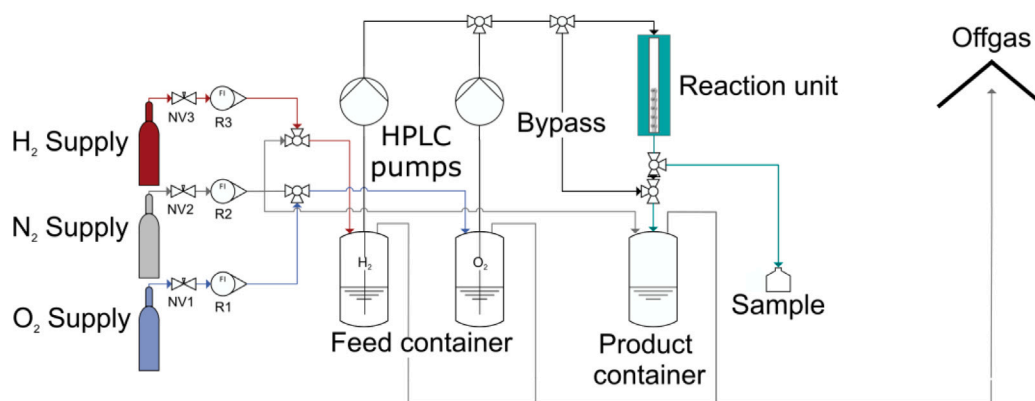 Offgas
Reaction unit
Bypass
HPLC
pumps
H₂ Supply
NV3
FI
R3
N₂ Supply
NV2
FI
R2
O₂ Supply
NV1
FI
R1
H₂
O₂
Feed container
Product
container
Sample